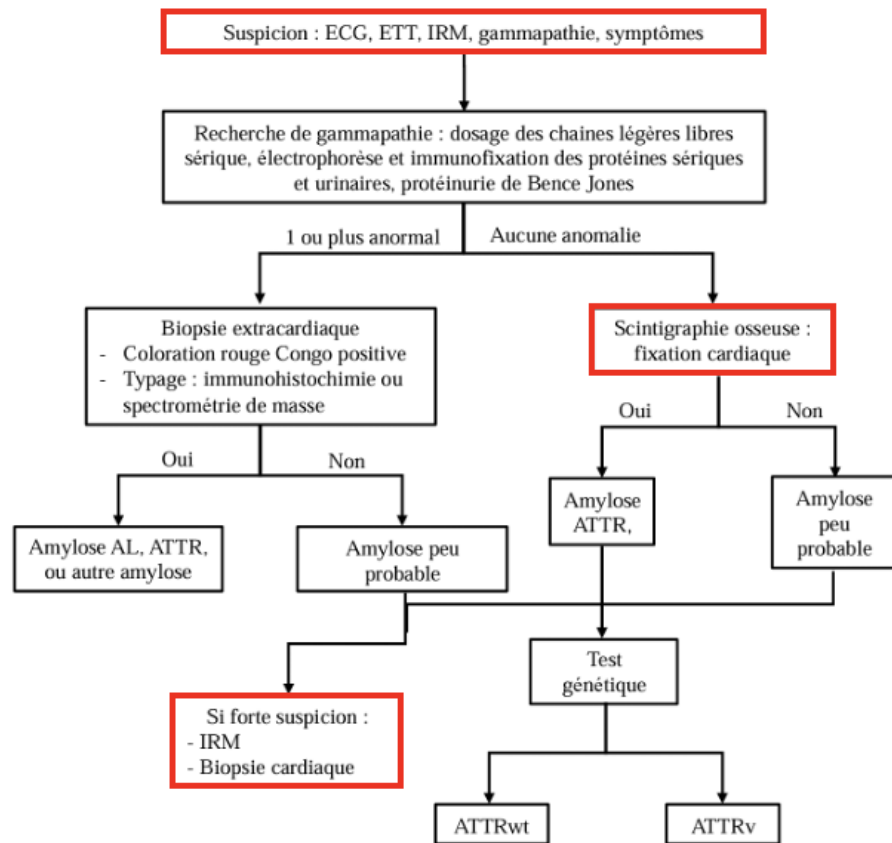 Suspicion : ECG, ETT, IRM, gammapathie, symptômes
Recherche de gammapathie : dosage des chaines légères libres
sérique, électrophorèse et immunofixation des protéines sériques
et urinaires, protéinurie de Bence Jones
1 ou plus anormal
Aucune anomalie
Biopsie extracardiaque
- Coloration rouge Congo positive
- Typage : immunohistochimie ou
spectrométrie de masse
Scintigraphie osseuse :
fixation cardiaque
Oui
Non
Oui
Non
Amylose AL, ATTR,
ou autre amylose
Amylose peu
probable
Amylose
ATTR,
Amylose
peu
probable
Si forte suspicion :
- IRM
- Biopsie cardiaque
Test
génétique
ATTRwt
ATTRv